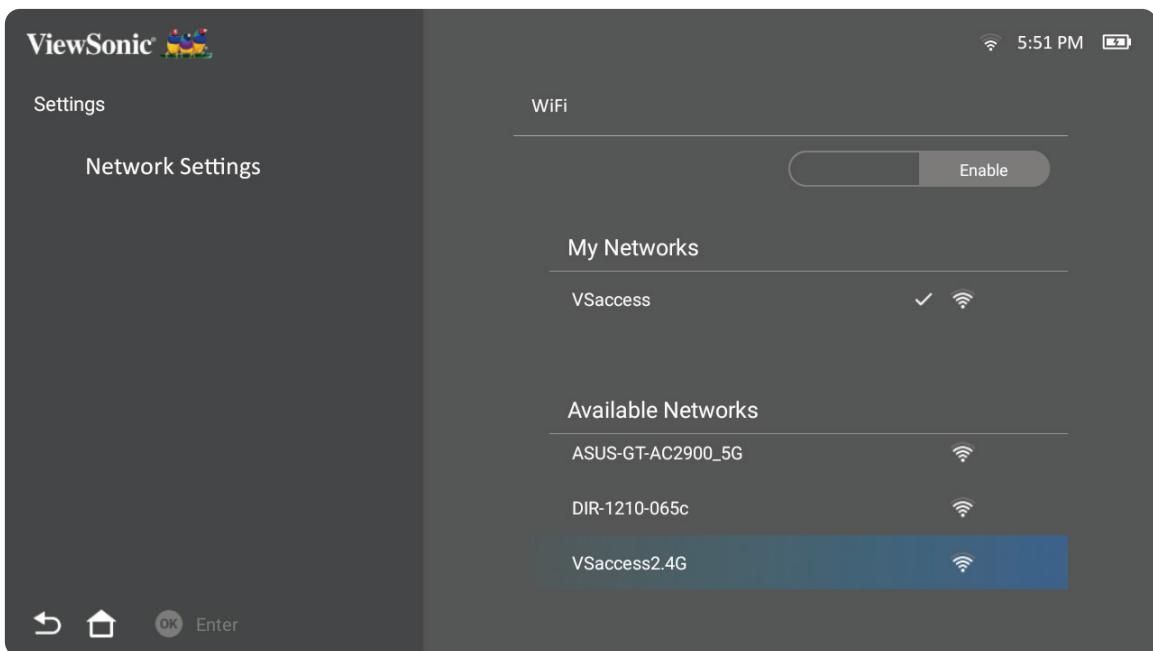 ViewSonic
5:51 PM
Settings
Network Settings
WiFi
Enable
My Networks
VSaccess
Available Networks
ASUS-GT-AC2900_5G
DIR-1210-065c
VSaccess2.4G
OK Enter